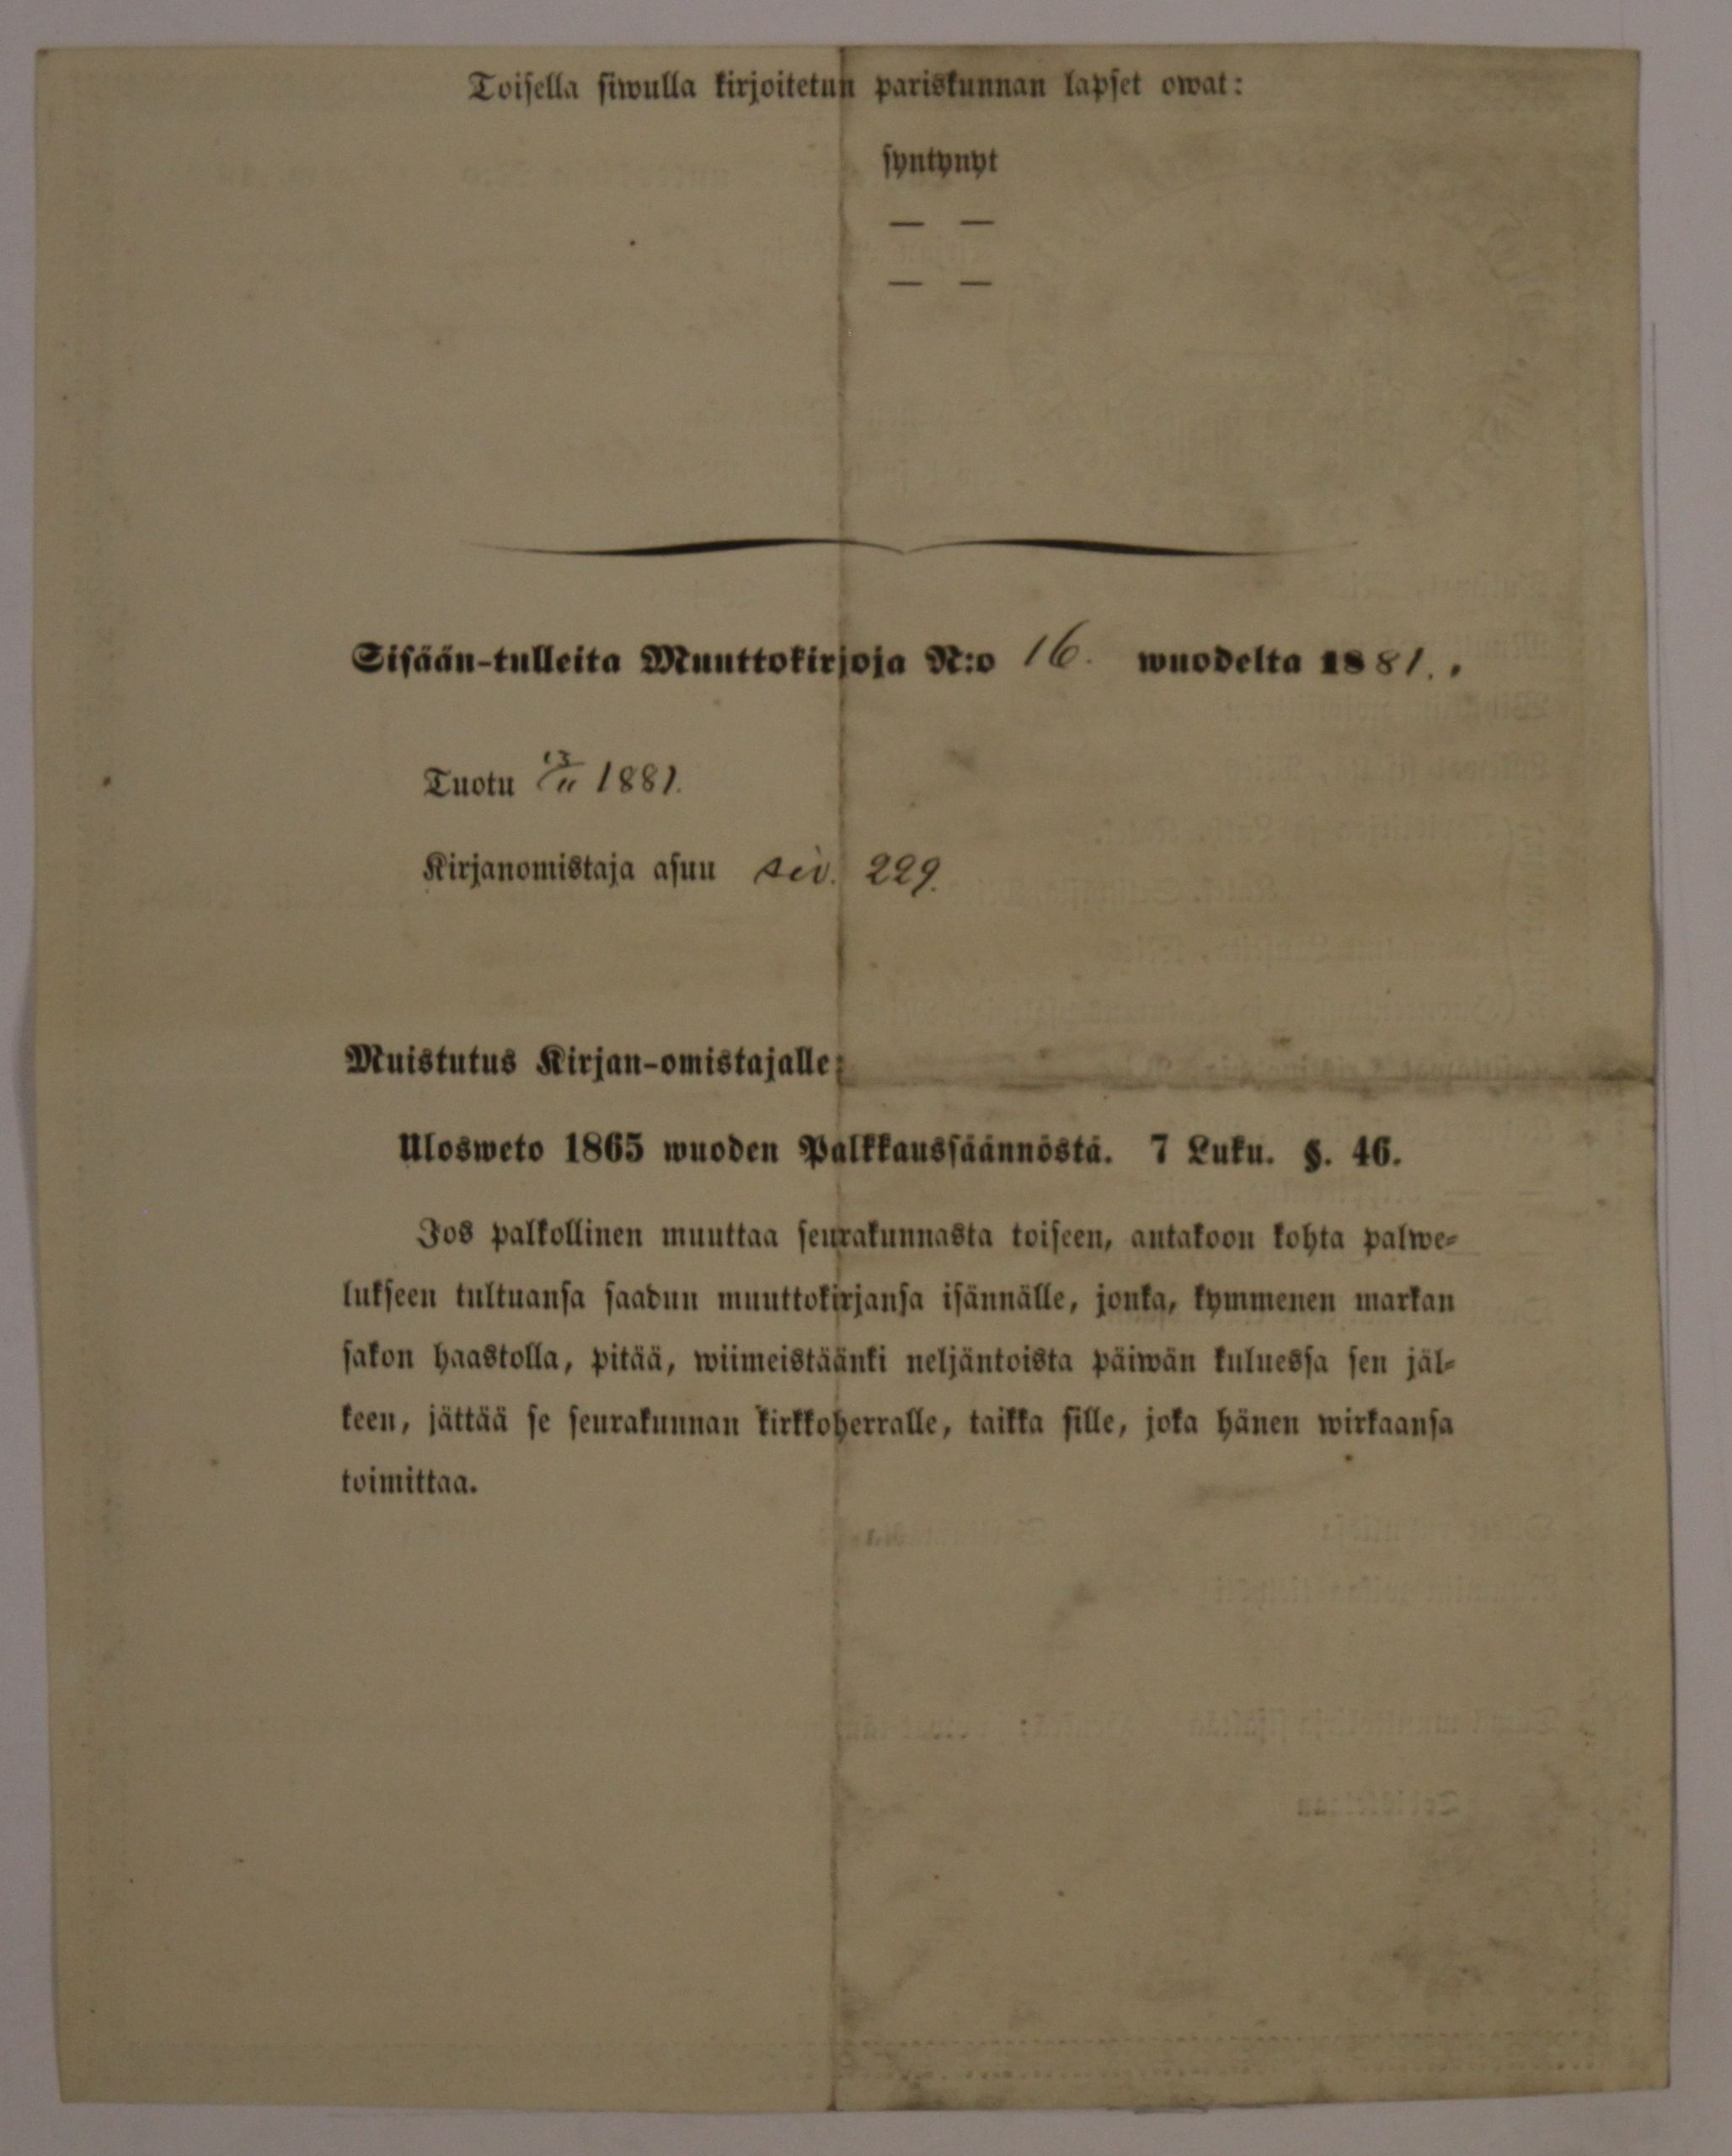 Toisella siwulla kirjoitetun pariskunnan lapset owat:
syntynyt
— —
— —
Sisään-tulleita Muuttokirjoja N:o 16. wuodelta 1881..
Tuotu 13/11 1881.
Kirjanomistaja asuu siv. 229.
Muistutus Kirjan-omistajalle:
Ulosweto 1865 wuoden Palkkaussäännöstä. 7 Luku. §. 46.
Jos palkollinen muuttaa seurakunnasta toiseen, antakoon kohta palwe-
lukseen tultuansa saadun muuttokirjansa isännälle, jonka, kymmenen markan
sakon haastolla, pitää, wiimeistäänki neljäntoista päiwän kuluessa sen jäl-
keen, jättää se seurakunnan kirkkoherralle, taikka sille, joka hänen wirkaansa
toimittaa.